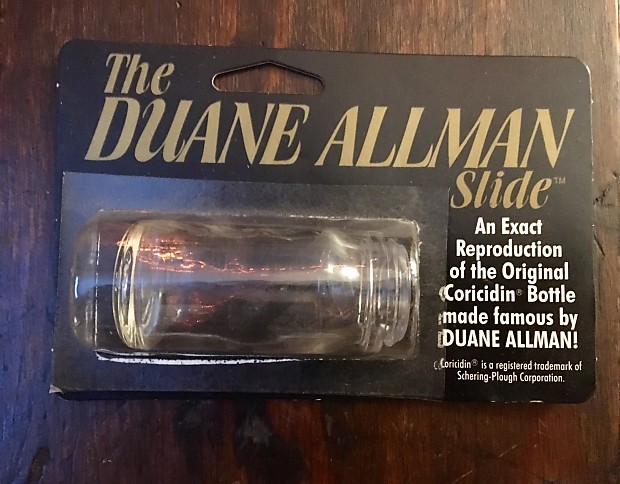 The
DUANE ALLMAN
Slide™
An Exact
Reproduction
of the Original
Coricidin® Bottle
made famous by
DUANE ALLMAN!
Coricidin® is a registered trademark of
Schering-Plough Corporation.